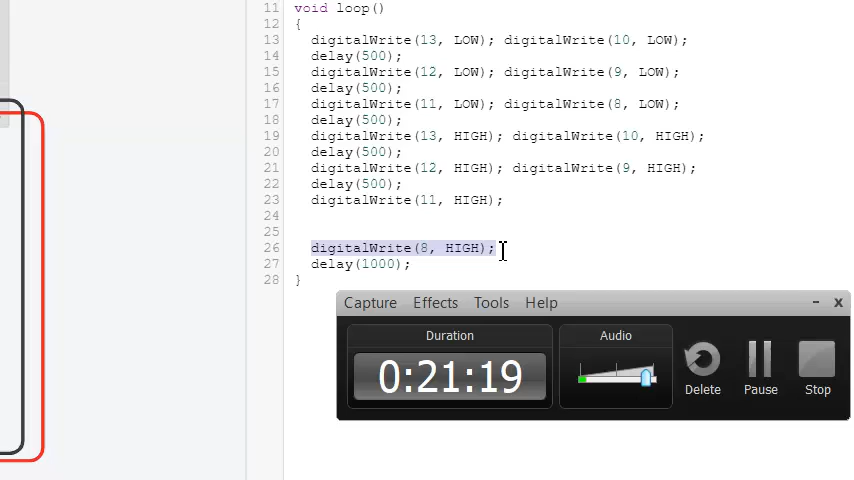 11 void loop()
12 {
13 digitalWrite(13, LOW); digitalWrite(10, LOW);
14 delay(500);
15 digitalWrite(12, LOW); digitalWrite(9, LOW);
16 delay(500);
17 digitalWrite(11, LOW); digitalWrite(8, LOW);
18 delay(500);
19 digitalWrite(13, HIGH); digitalWrite(10, HIGH);
20 delay(500);
21 digitalWrite(12, HIGH); digitalWrite(9, HIGH);
22 delay(500);
23 digitalWrite(11, HIGH);
24
25
26 digitalWrite(8, HIGH);
27 delay(1000);
28 }
Capture Effects Tools Help
Duration Audio
0:21:19
Delete Pause Stop